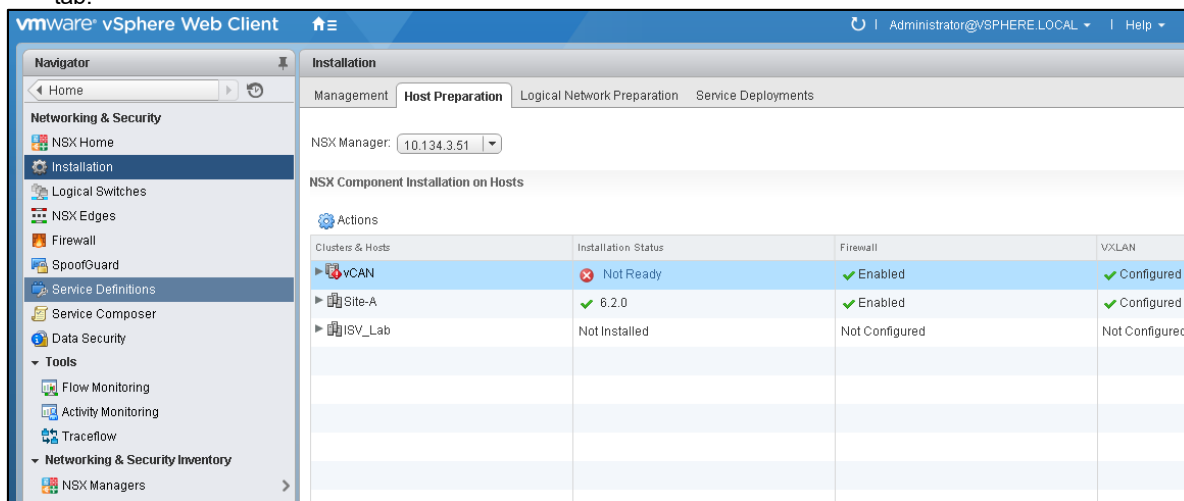 tab.
vmware® vSphere Web Client
Administrator@VSPHERE.LOCAL
Help
Navigator
Home
Networking & Security
NSX Home
Installation
Logical Switches
NSX Edges
Firewall
SpoofGuard
Service Definitions
Service Composer
Data Security
Tools
Flow Monitoring
Activity Monitoring
Traceflow
Networking & Security Inventory
NSX Managers
Installation
Management Host Preparation Logical Network Preparation Service Deployments
NSX Manager: 10.134.3.51
NSX Component Installation on Hosts
Actions
Clusters & Hosts Installation Status Firewall VXLAN
vCAN Not Ready Enabled Configured
Site-A 6.2.0 Enabled Configured
ISV_Lab Not Installed Not Configured Not Configured